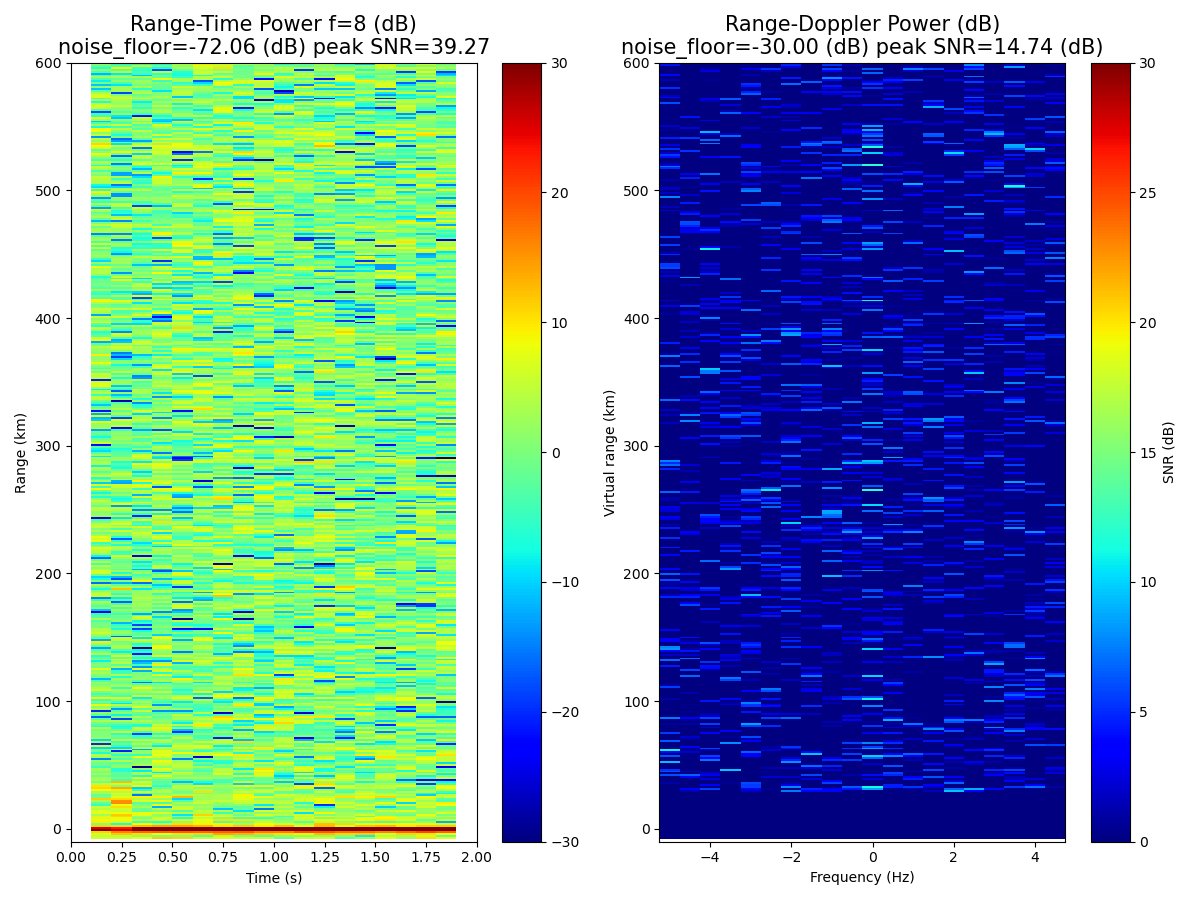 Range-Time Power f=8 (dB)
noise_floor=-72.06 (dB) peak SNR=39.27
600
500
400
300
200
100
0
Range (km)
0.00 0.25 0.50 0.75 1.00 1.25 1.50 1.75 2.00
Time (s)
30
20
10
0
−10
−20
−30
Range-Doppler Power (dB)
noise_floor=-30.00 (dB) peak SNR=14.74 (dB)
600
500
400
300
200
100
0
Virtual range (km)
−4 −2 0 2 4
Frequency (Hz)
30
25
20
15
10
5
0
SNR (dB)